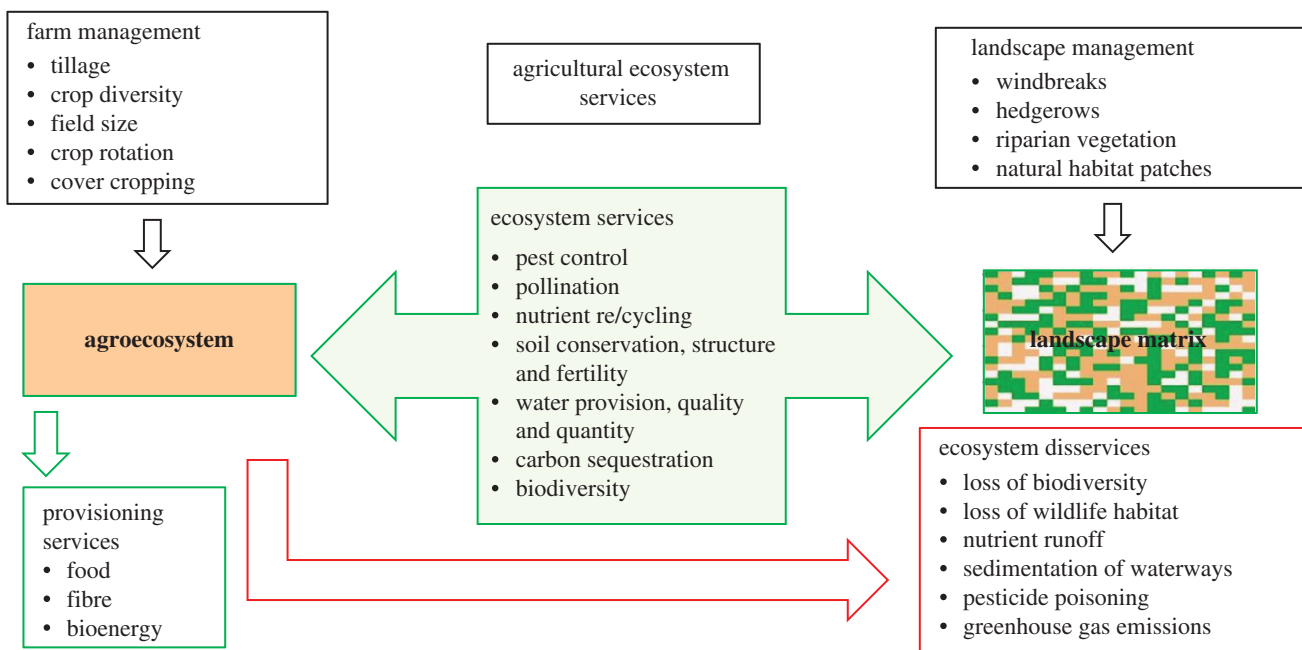 farm management
• tillage
• crop diversity
• field size
• crop rotation
• cover cropping
agricultural ecosystem
services
landscape management
• windbreaks
• hedgerows
• riparian vegetation
• natural habitat patches
agroecosystem
ecosystem services
• pest control
• pollination
• nutrient re/cycling
• soil conservation, structure
and fertility
• water provision, quality
and quantity
• carbon sequestration
• biodiversity
landscape matrix
provisioning
services
• food
• fibre
• bioenergy
ecosystem disservices
• loss of biodiversity
• loss of wildlife habitat
• nutrient runoff
• sedimentation of waterways
• pesticide poisoning
• greenhouse gas emissions